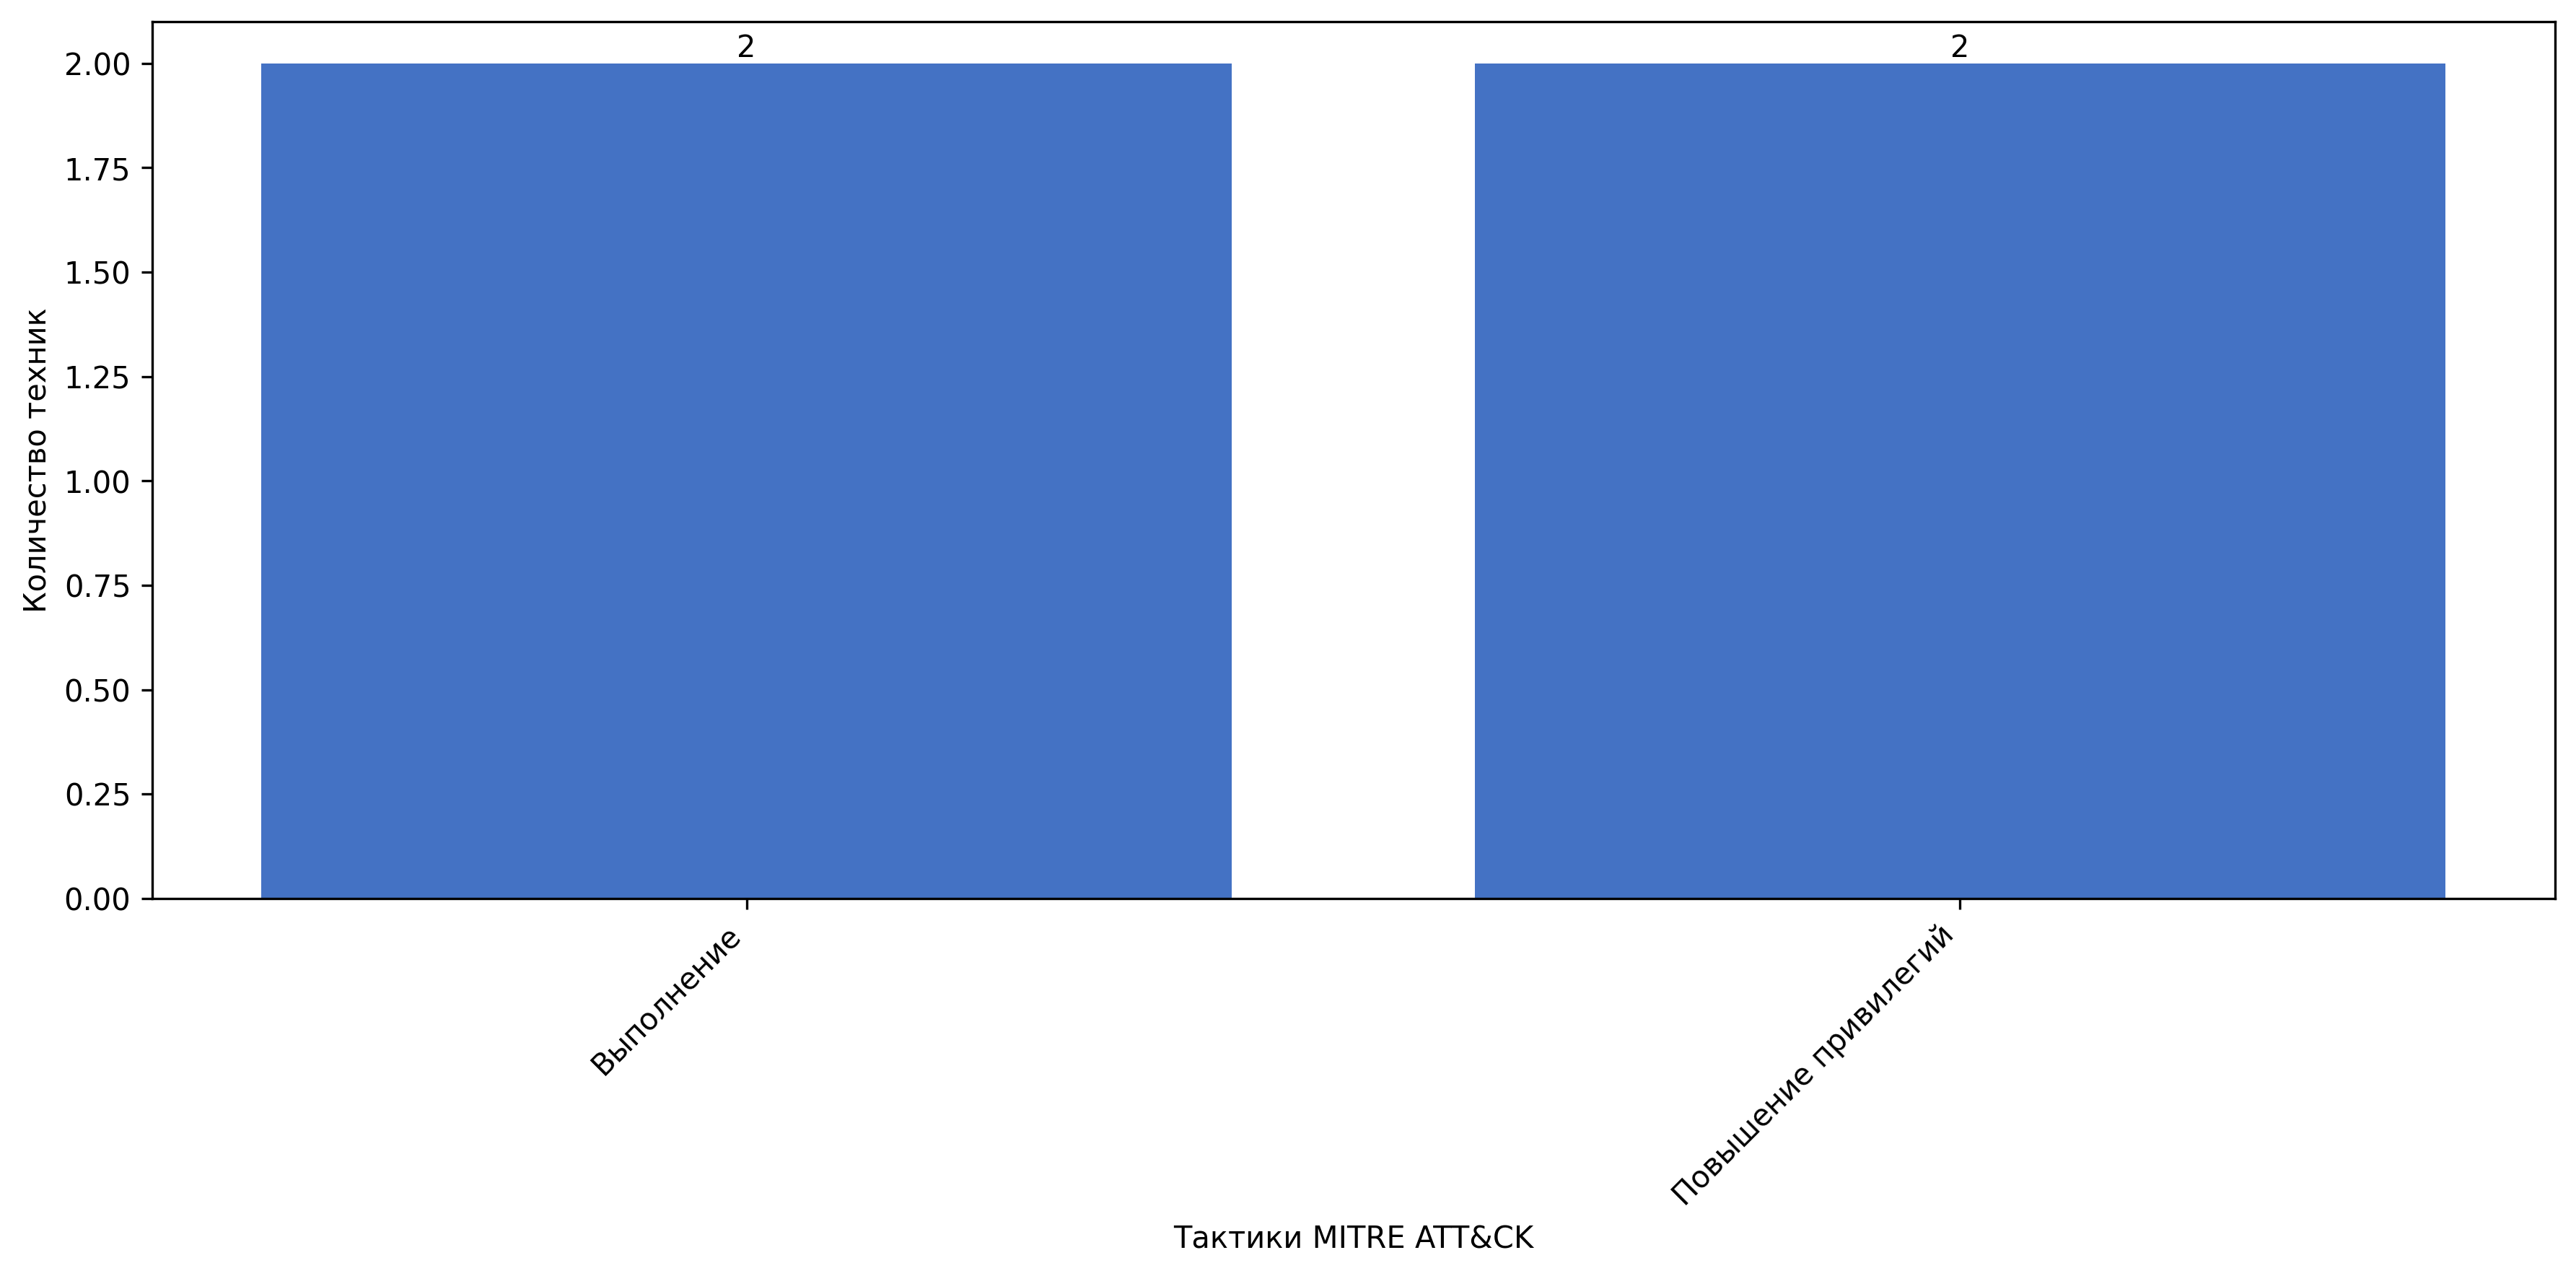 2
2
2.00
1.75
1.50
1.25
1.00
0.75
0.50
0.25
0.00
Количество техник
Выполнение
Повышение привилегий
Тактики MITRE ATT&CK